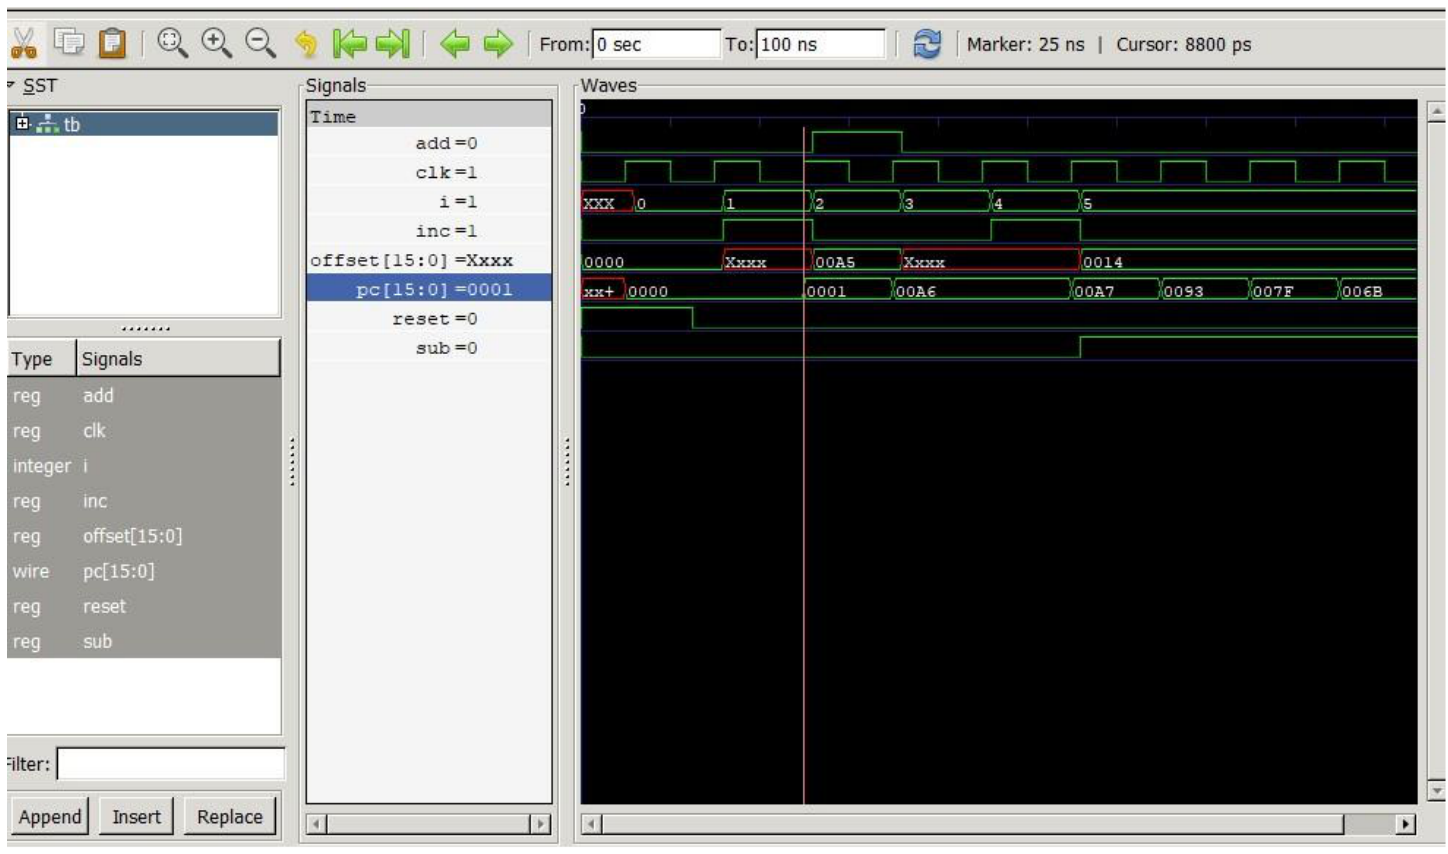 From: 0 sec To: 100 ns Marker: 25 ns | Cursor: 8800 ps
SST
tb
Type Signals
reg add
reg clk
integer i
reg inc
reg offset[15:0]
wire pc[15:0]
reg reset
reg sub
Filter:
Append Insert Replace
Signals
Time
add=0
clk=1
i=1
inc=1
offset[15:0]=Xxxx
pc[15:0]=0001
reset=0
sub=0
Waves
0
XXX 0 1 2 3 4 5
0000 Xxxx 00A5 Xxxx 0014
xx+ 0000 0001 00A6 00A7 0093 007F 006B